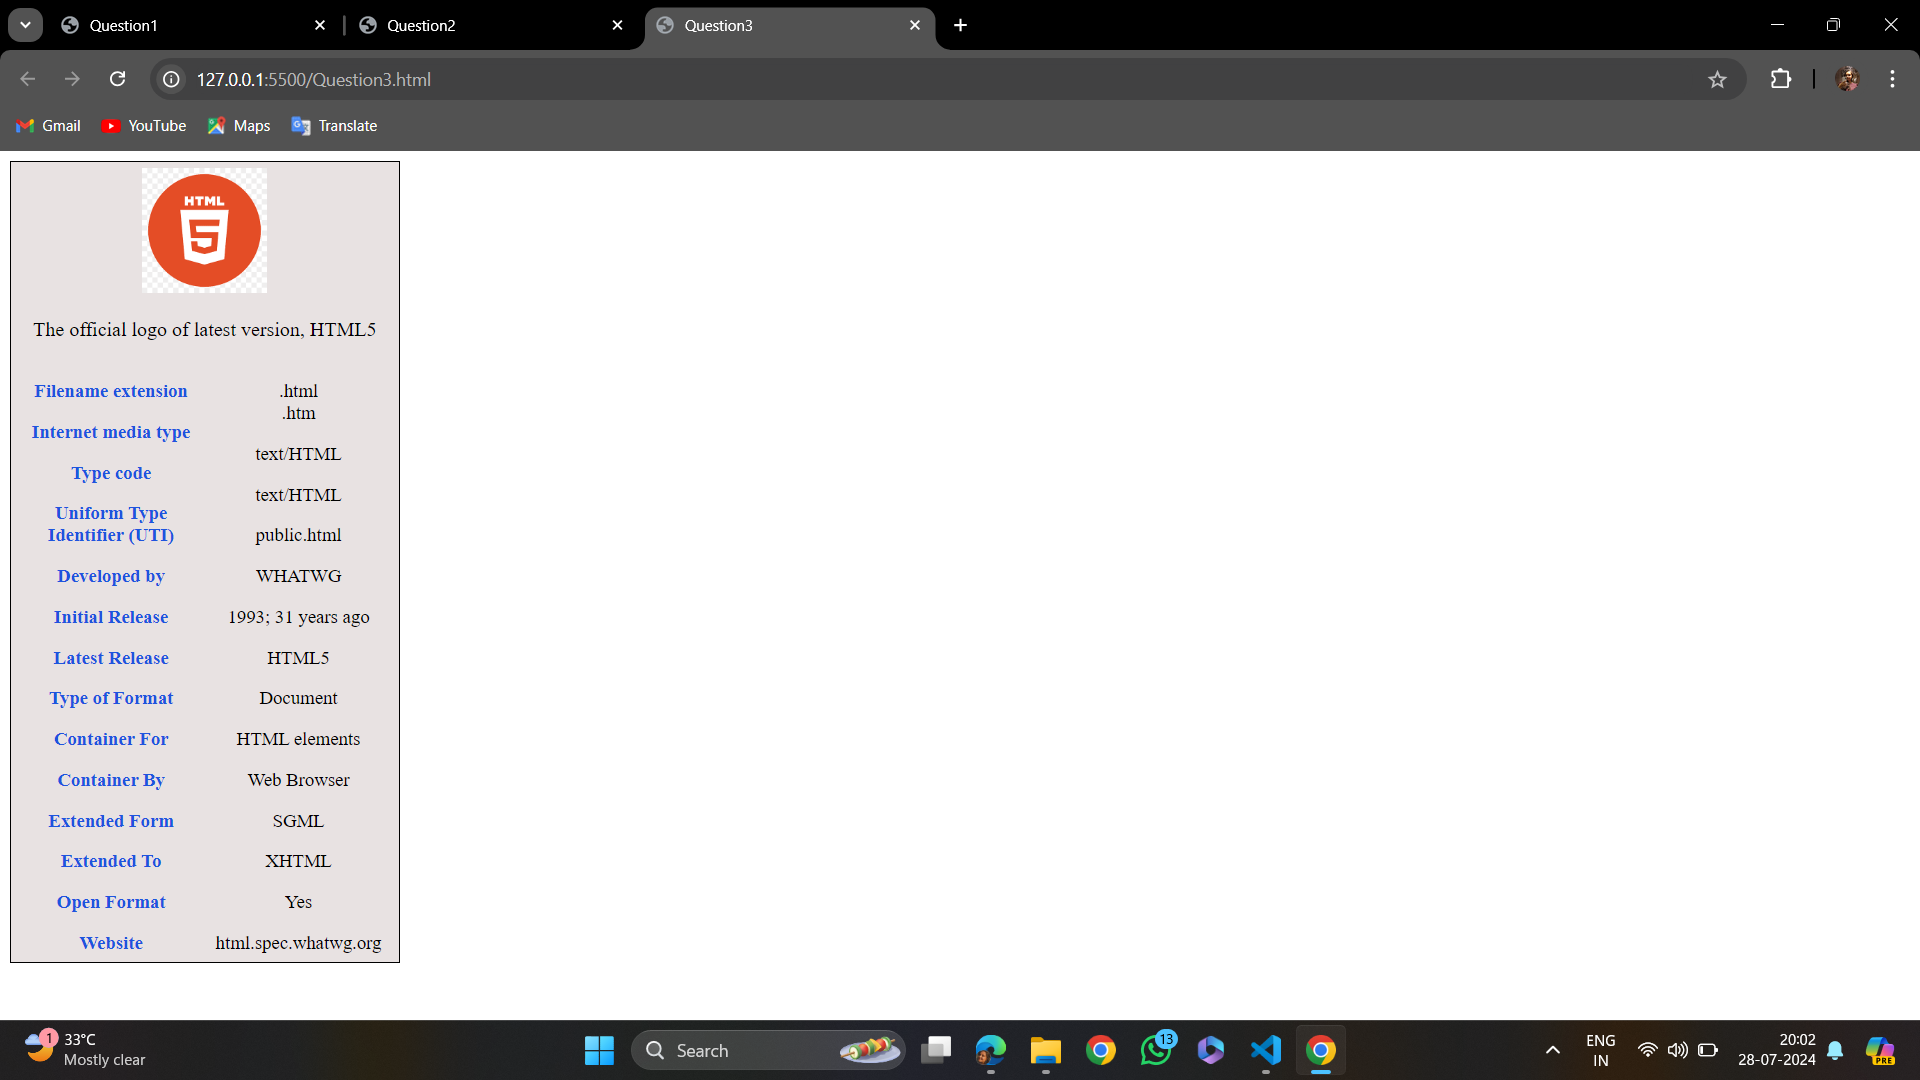 Question1
Question2
Question3
127.0.0.1:5500/Question3.html
Gmail
YouTube
Maps
Translate
HTML
5
The official logo of latest version, HTML5
Filename extension
.html
.htm
Internet media type
text/HTML
Type code
text/HTML
Uniform Type
Identifier (UTI)
public.html
Developed by
WHATWG
Initial Release
1993; 31 years ago
Latest Release
HTML5
Type of Format
Document
Container For
HTML elements
Container By
Web Browser
Extended Form
SGML
Extended To
XHTML
Open Format
Yes
Website
html.spec.whatwg.org
1
33°C
Mostly clear
Search
13
ENG
IN
20:02
28-07-2024
PRE